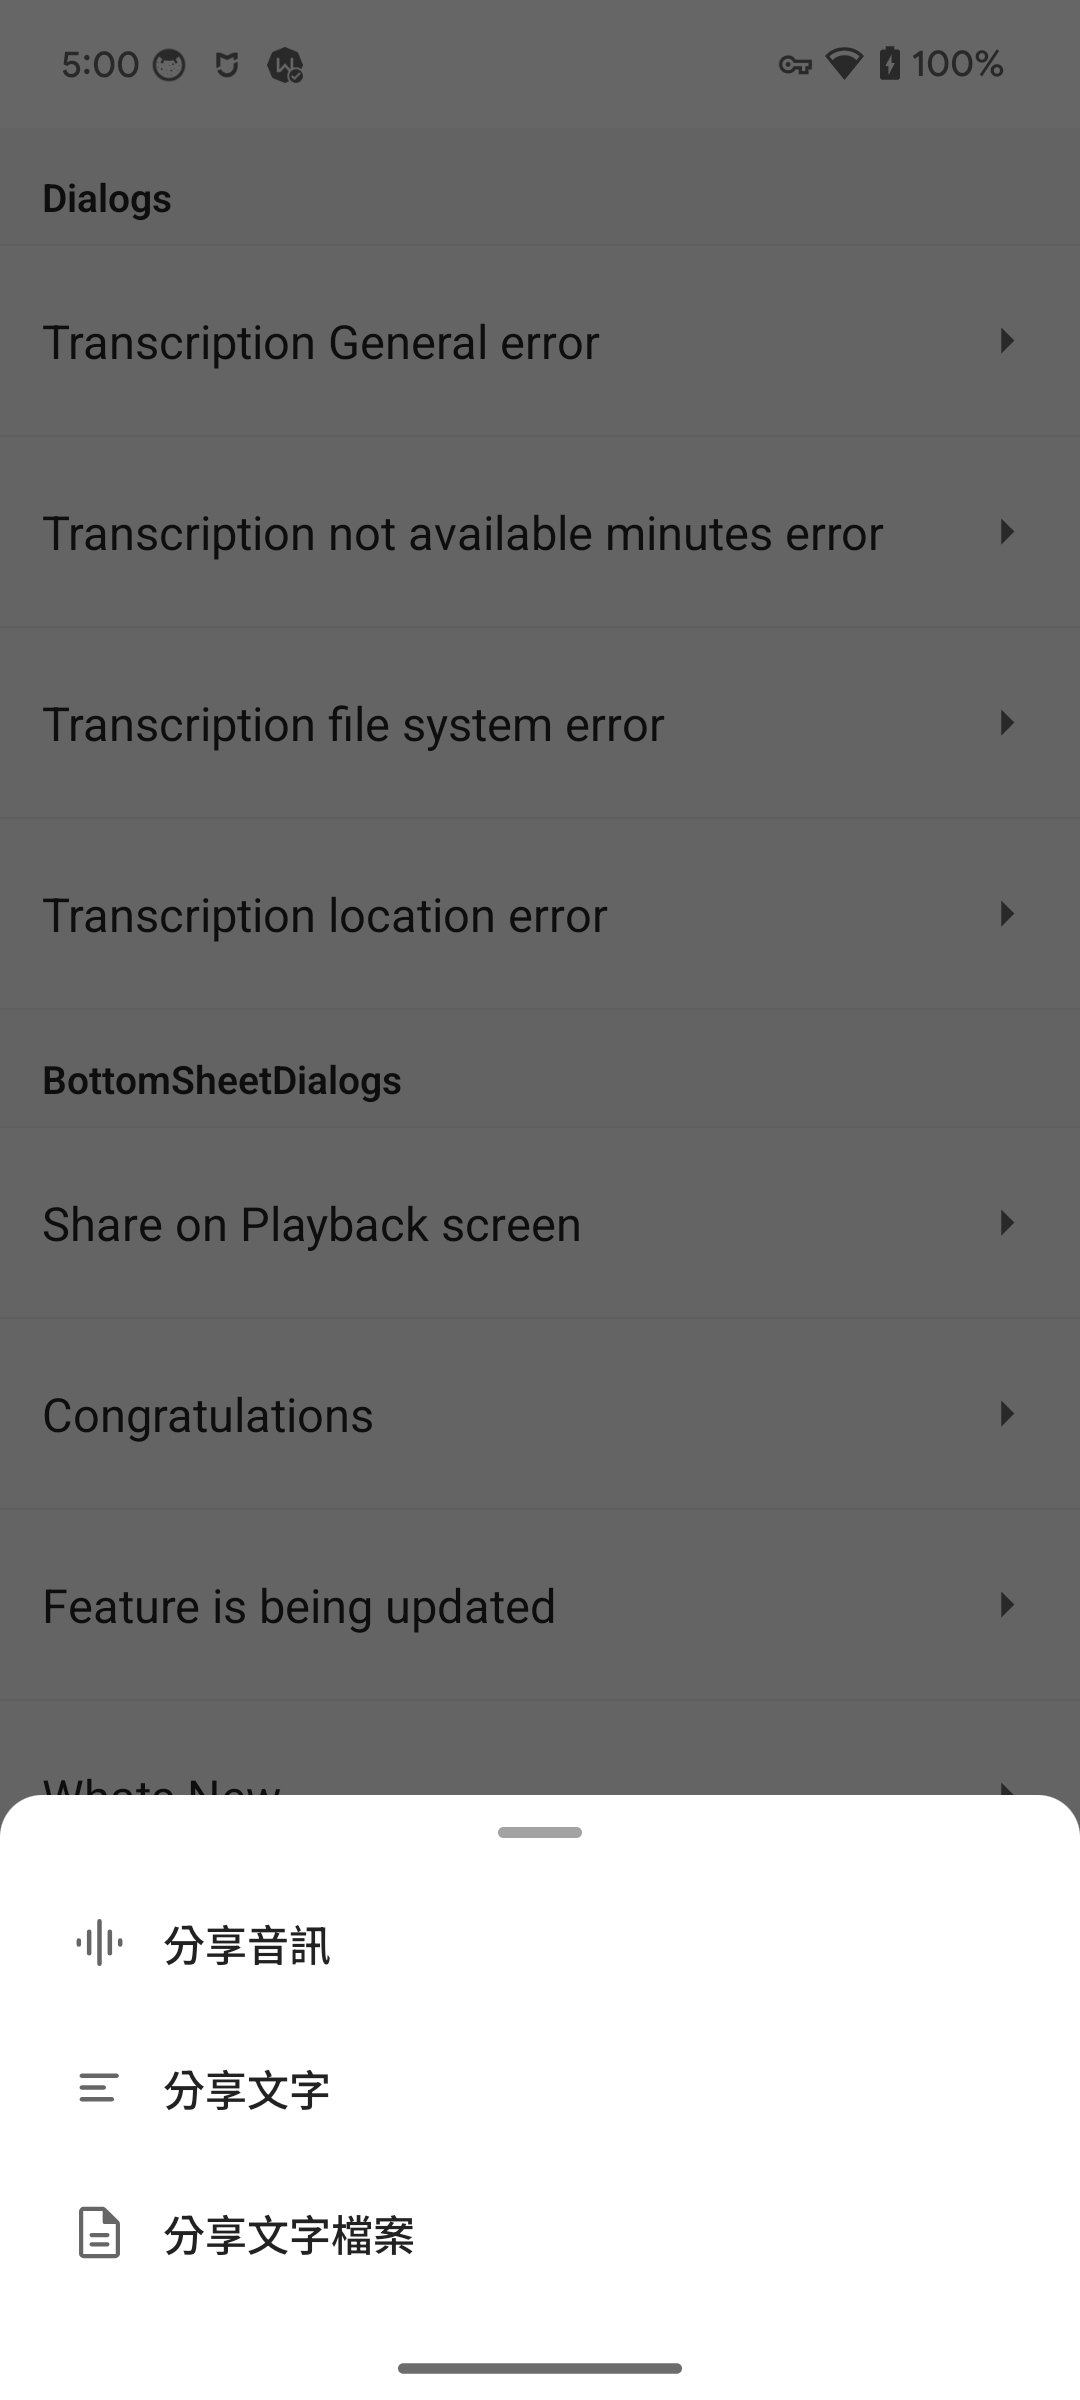 5:00
100%
Dialogs
Transcription General error
Transcription not available minutes error
Transcription file system error
Transcription location error
BottomSheetDialogs
Share on Playback screen
Congratulations
Feature is being updated
Whats New
分享音訊
分享文字
分享文字檔案